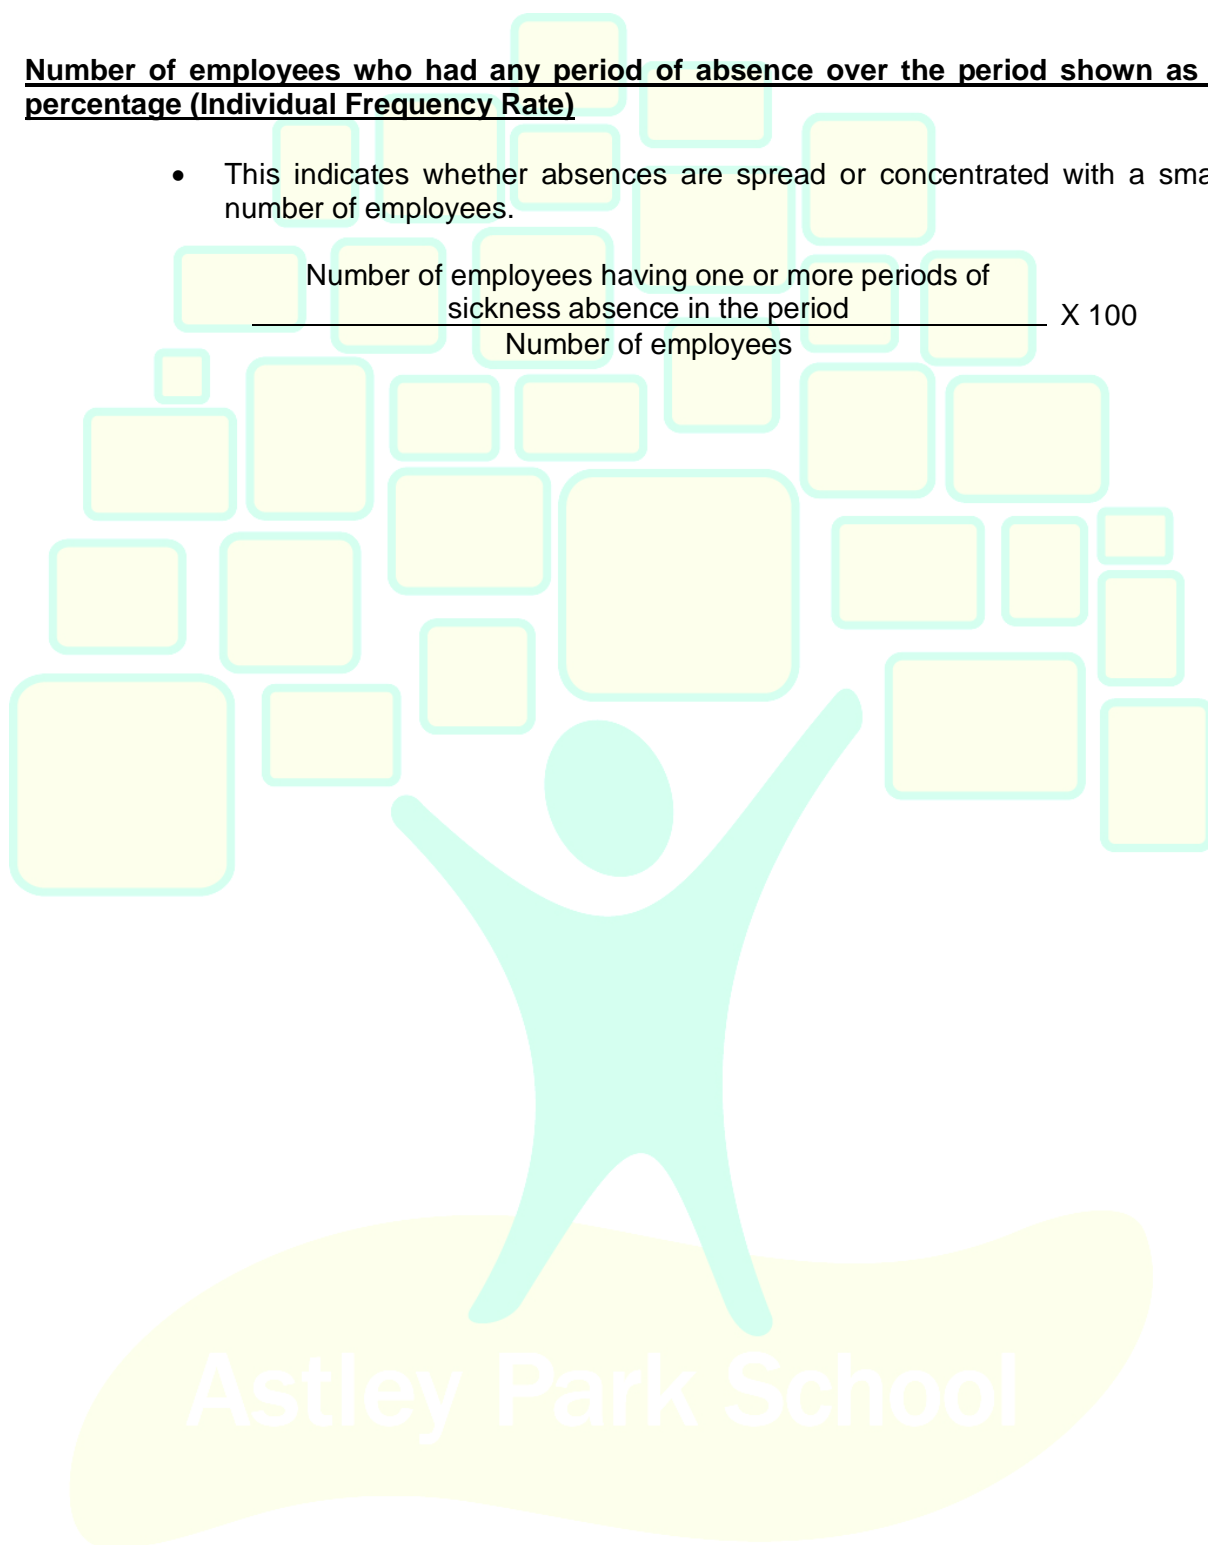 Number of employees who had any period of absence over the period shown as
percentage (Individual Frequency Rate)
• This indicates whether absences are spread or concentrated with a sma
number of employees.
Number of employees having one or more periods of
sickness absence in the period
X 100
Number of employees
Astley Park School